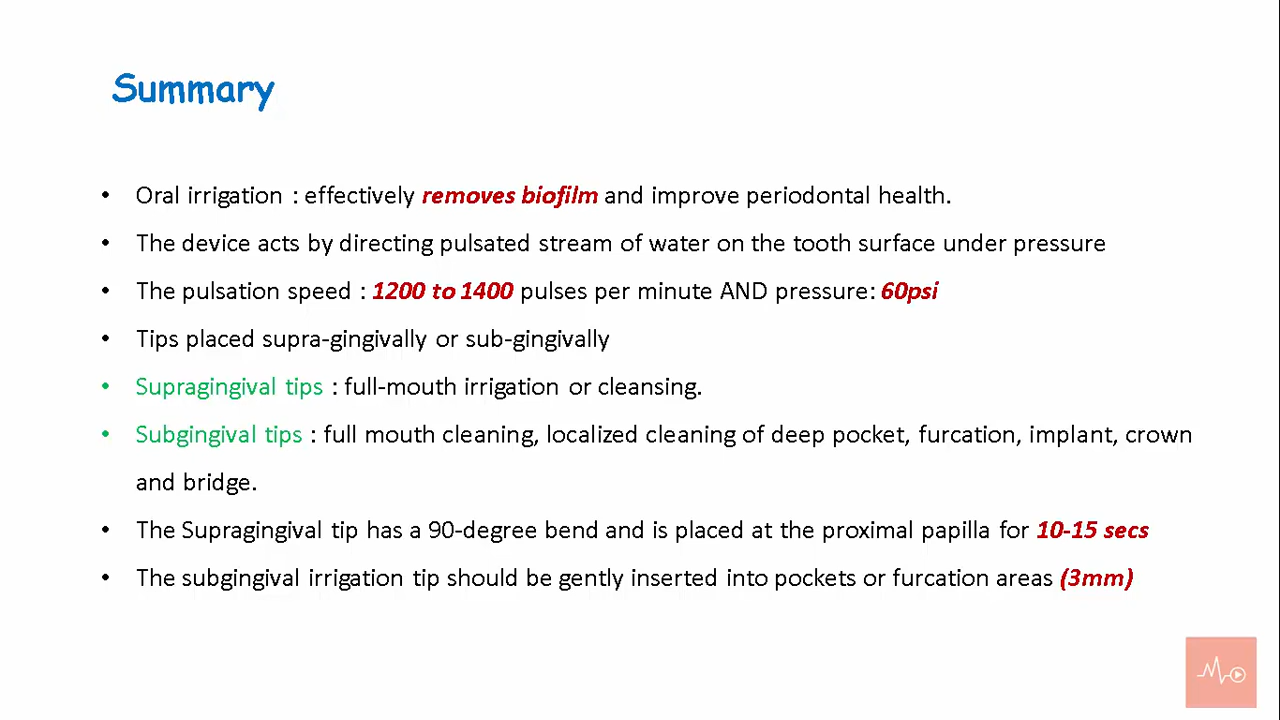 Summary
• Oral irrigation : effectively removes biofilm and improve periodontal health.
• The device acts by directing pulsated stream of water on the tooth surface under pressure
• The pulsation speed : 1200 to 1400 pulses per minute AND pressure: 60psi
• Tips placed supra-gingivally or sub-gingivally
• Supragingival tips : full-mouth irrigation or cleansing.
• Subgingival tips : full mouth cleaning, localized cleaning of deep pocket, furcation, implant, crown
and bridge.
• The Supragingival tip has a 90-degree bend and is placed at the proximal papilla for 10-15 secs
• The subgingival irrigation tip should be gently inserted into pockets or furcation areas (3mm)